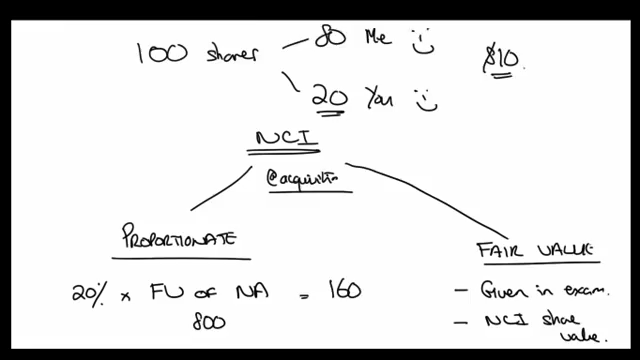 100 shares
80 Me
$10
20 You
NCI
@acquisition
PROPORTIONATE
FAIR VALUE
20% × FV OF NA = 160
800
- Given in exam.
- NCI share value.